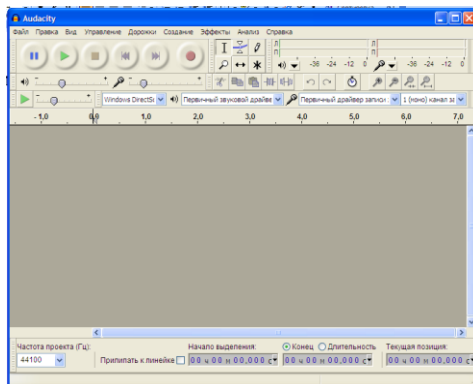 Audacity
Файл Правка Вид Управление Дорожки Создание Эффекты Анализ Справка
Л П Л П
-36 -24 -12 0 -36 -24 -12 0
Windows DirectSo Первичный звуковой драйве Первичный драйвер записи 1 (моно) канал за
- 1,0 0,0 1,0 2,0 3,0 4,0 5,0 6,0 7,0
Частота проекта (Гц): Начало выделения: Конец Длительность Текущая позиция:
44100 Прилипать к линейке 00 ч 00 м 00,000 с 00 ч 00 м 00,000 с 00 ч 00 м 00,000 с